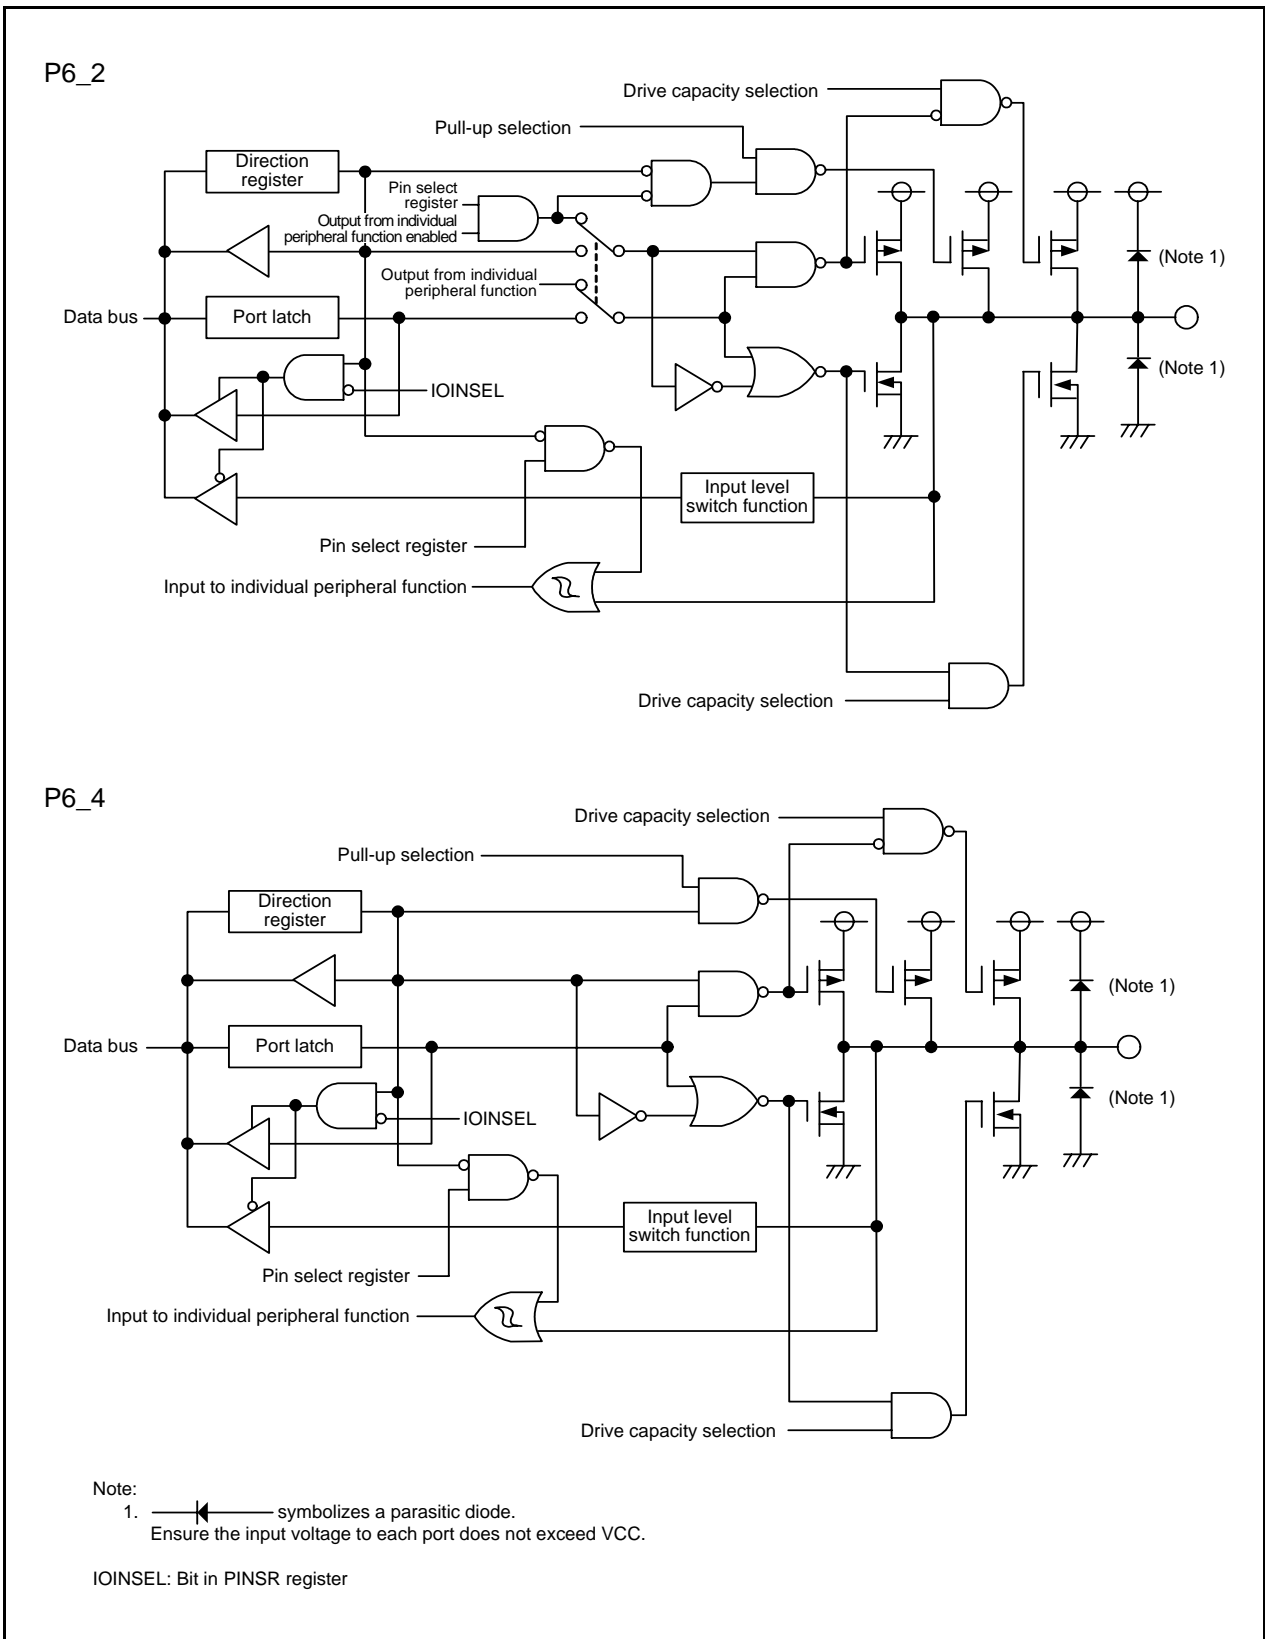 P6_2
Drive capacity selection
Pull-up selection
Direction
register
Pin select
register
Output from individual
peripheral function enabled
(Note 1)
Output from individual
peripheral function
Data bus
Port latch
(Note 1)
IOINSEL
Input level
switch function
Pin select register
Input to individual peripheral function
Drive capacity selection
P6_4
Drive capacity selection
Pull-up selection
Direction
register
(Note 1)
Data bus
Port latch
(Note 1)
IOINSEL
Input level
switch function
Pin select register
Input to individual peripheral function
Drive capacity selection
Note:
1. symbolizes a parasitic diode.
Ensure the input voltage to each port does not exceed VCC.
IOINSEL: Bit in PINSR register